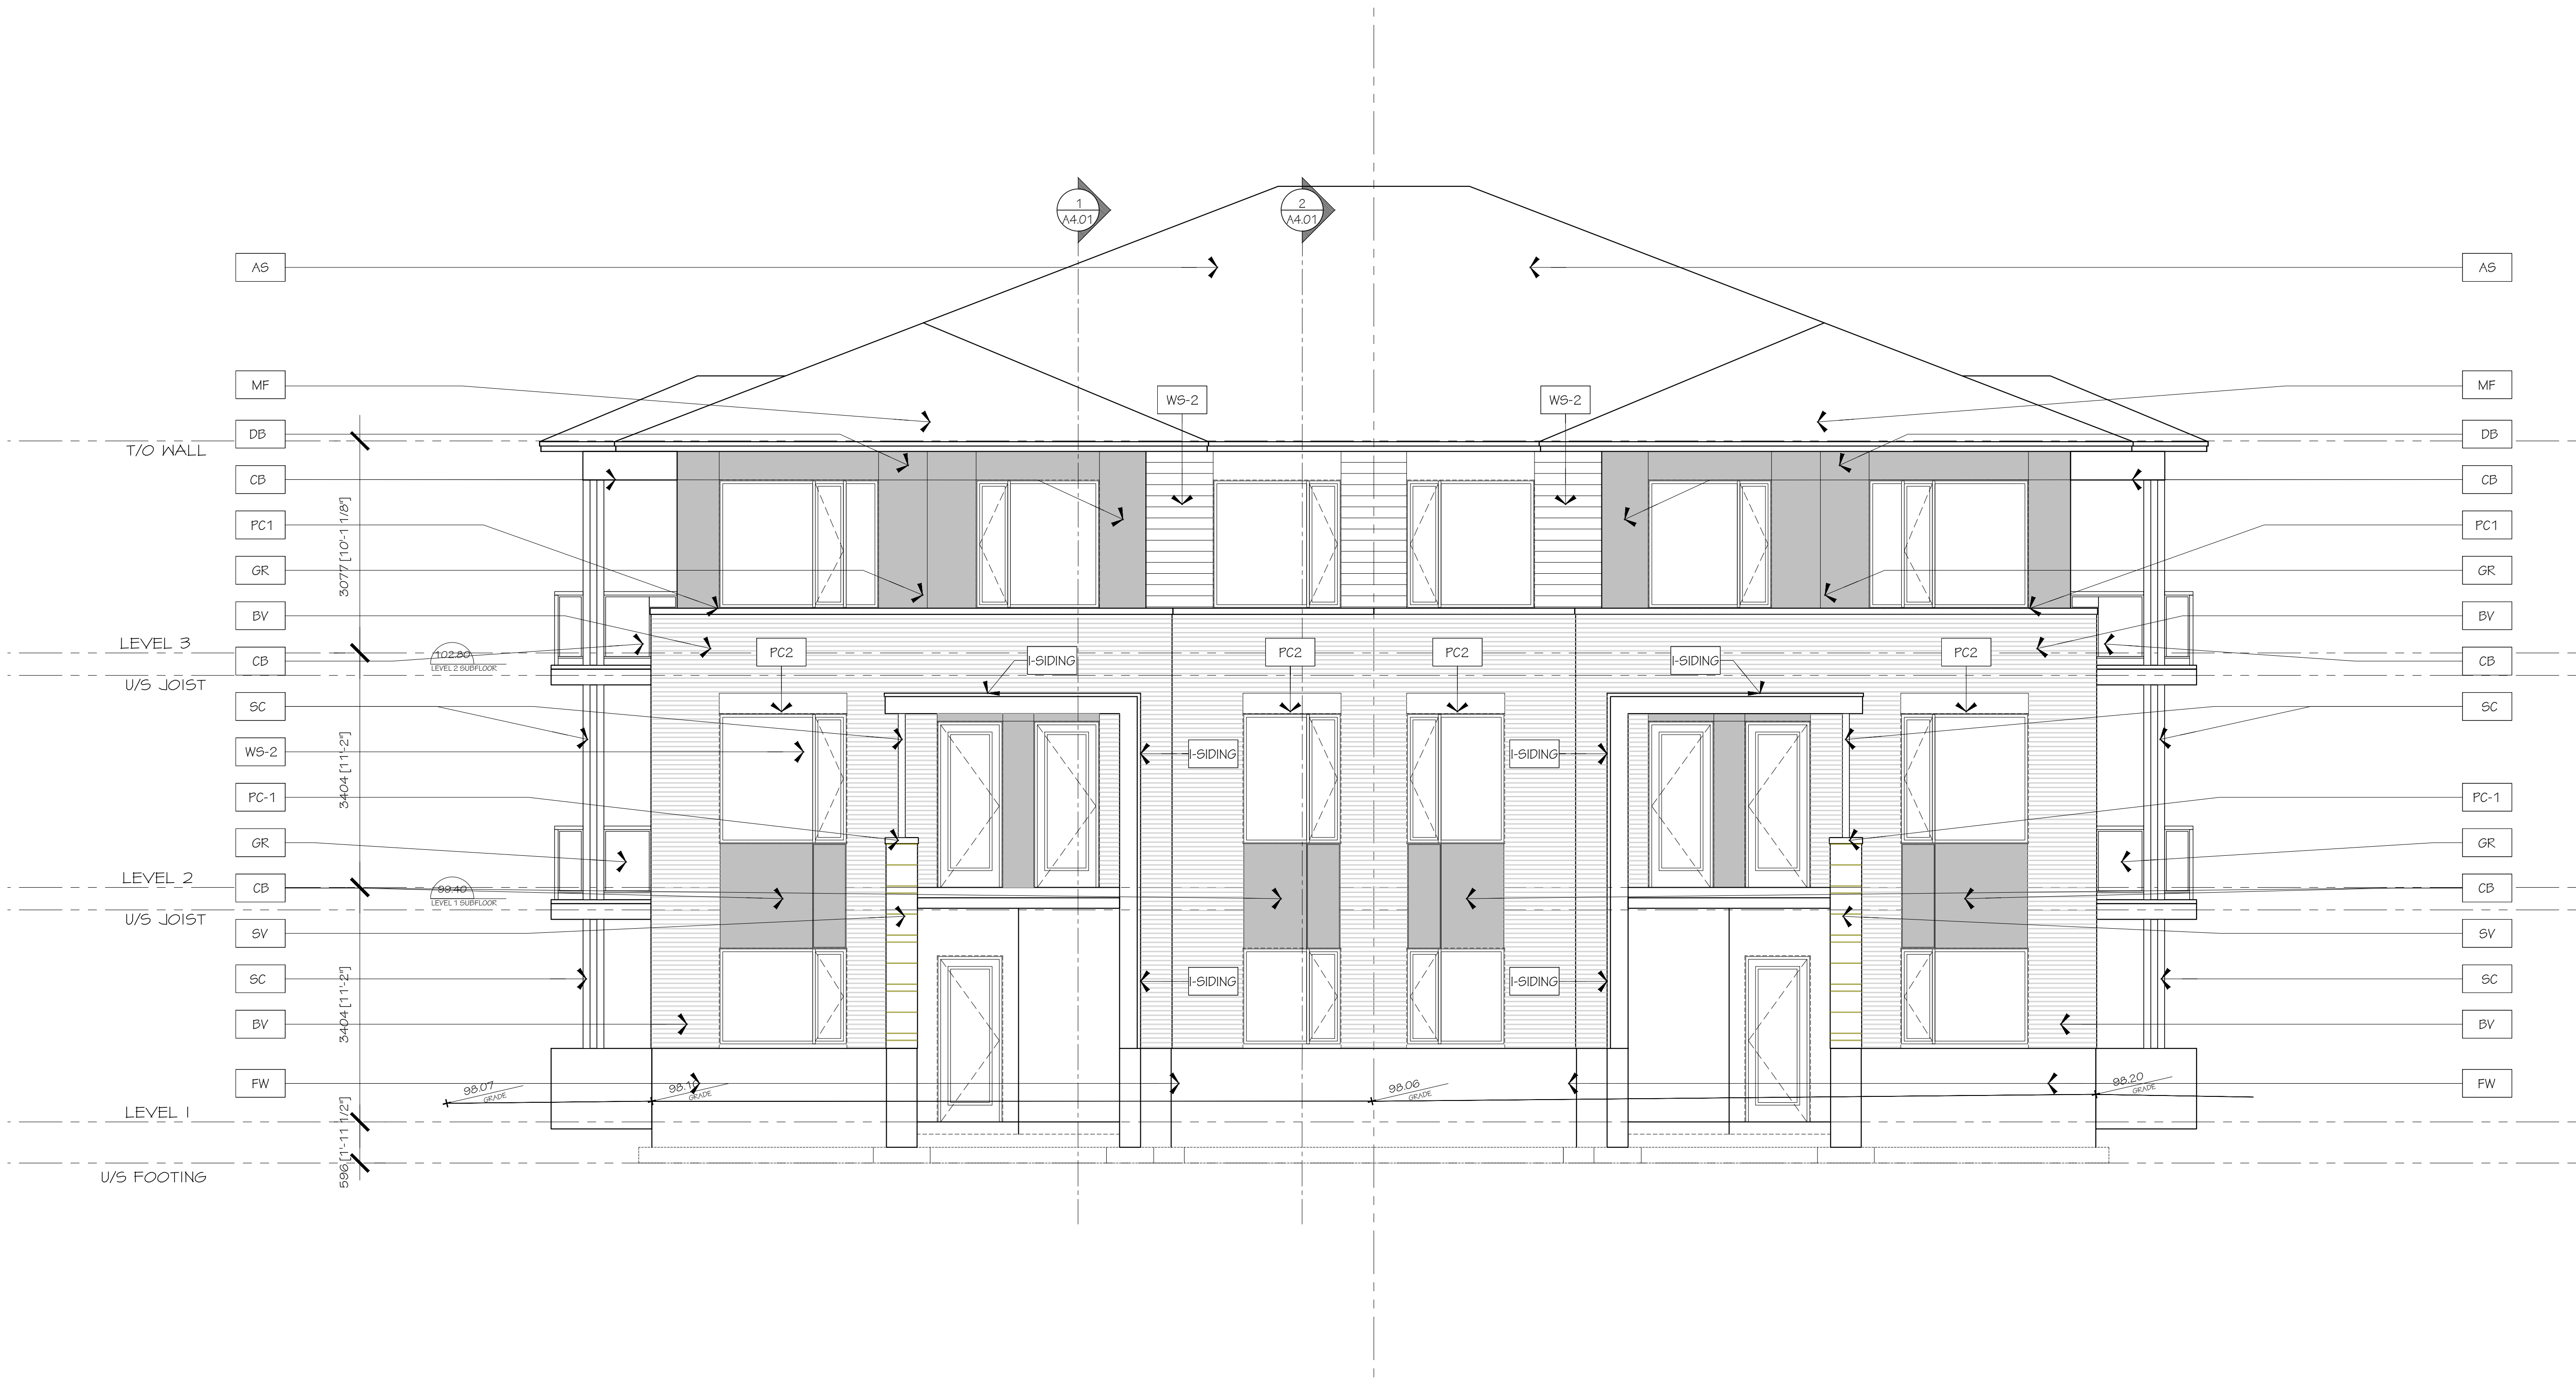 1
A4.01
2
A4.01
AS
AS
MF
WS-2
WS-2
MF
DB
DB
T/O WALL
CB
CB
PC1
PC1
3077 [10'-1 1/8"]
GR
GR
BV
BV
LEVEL 3
102.80
LEVEL 2 SUBFLOOR
PC2
I-SIDING
PC2
PC2
I-SIDING
PC2
CB
CB
U/S JOIST
SC
SC
WS-2
I-SIDING
I-SIDING
3404 [11'-2"]
PC-1
PC-1
GR
GR
LEVEL 2
99.40
LEVEL 1 SUBFLOOR
CB
CB
U/S JOIST
SV
SV
SC
I-SIDING
I-SIDING
SC
3404 [11'-2"]
BV
BV
FW
98.07
GRADE
98.10
GRADE
98.06
GRADE
98.20
GRADE
FW
LEVEL 1
596 [1'-11 1/2"]
U/S FOOTING